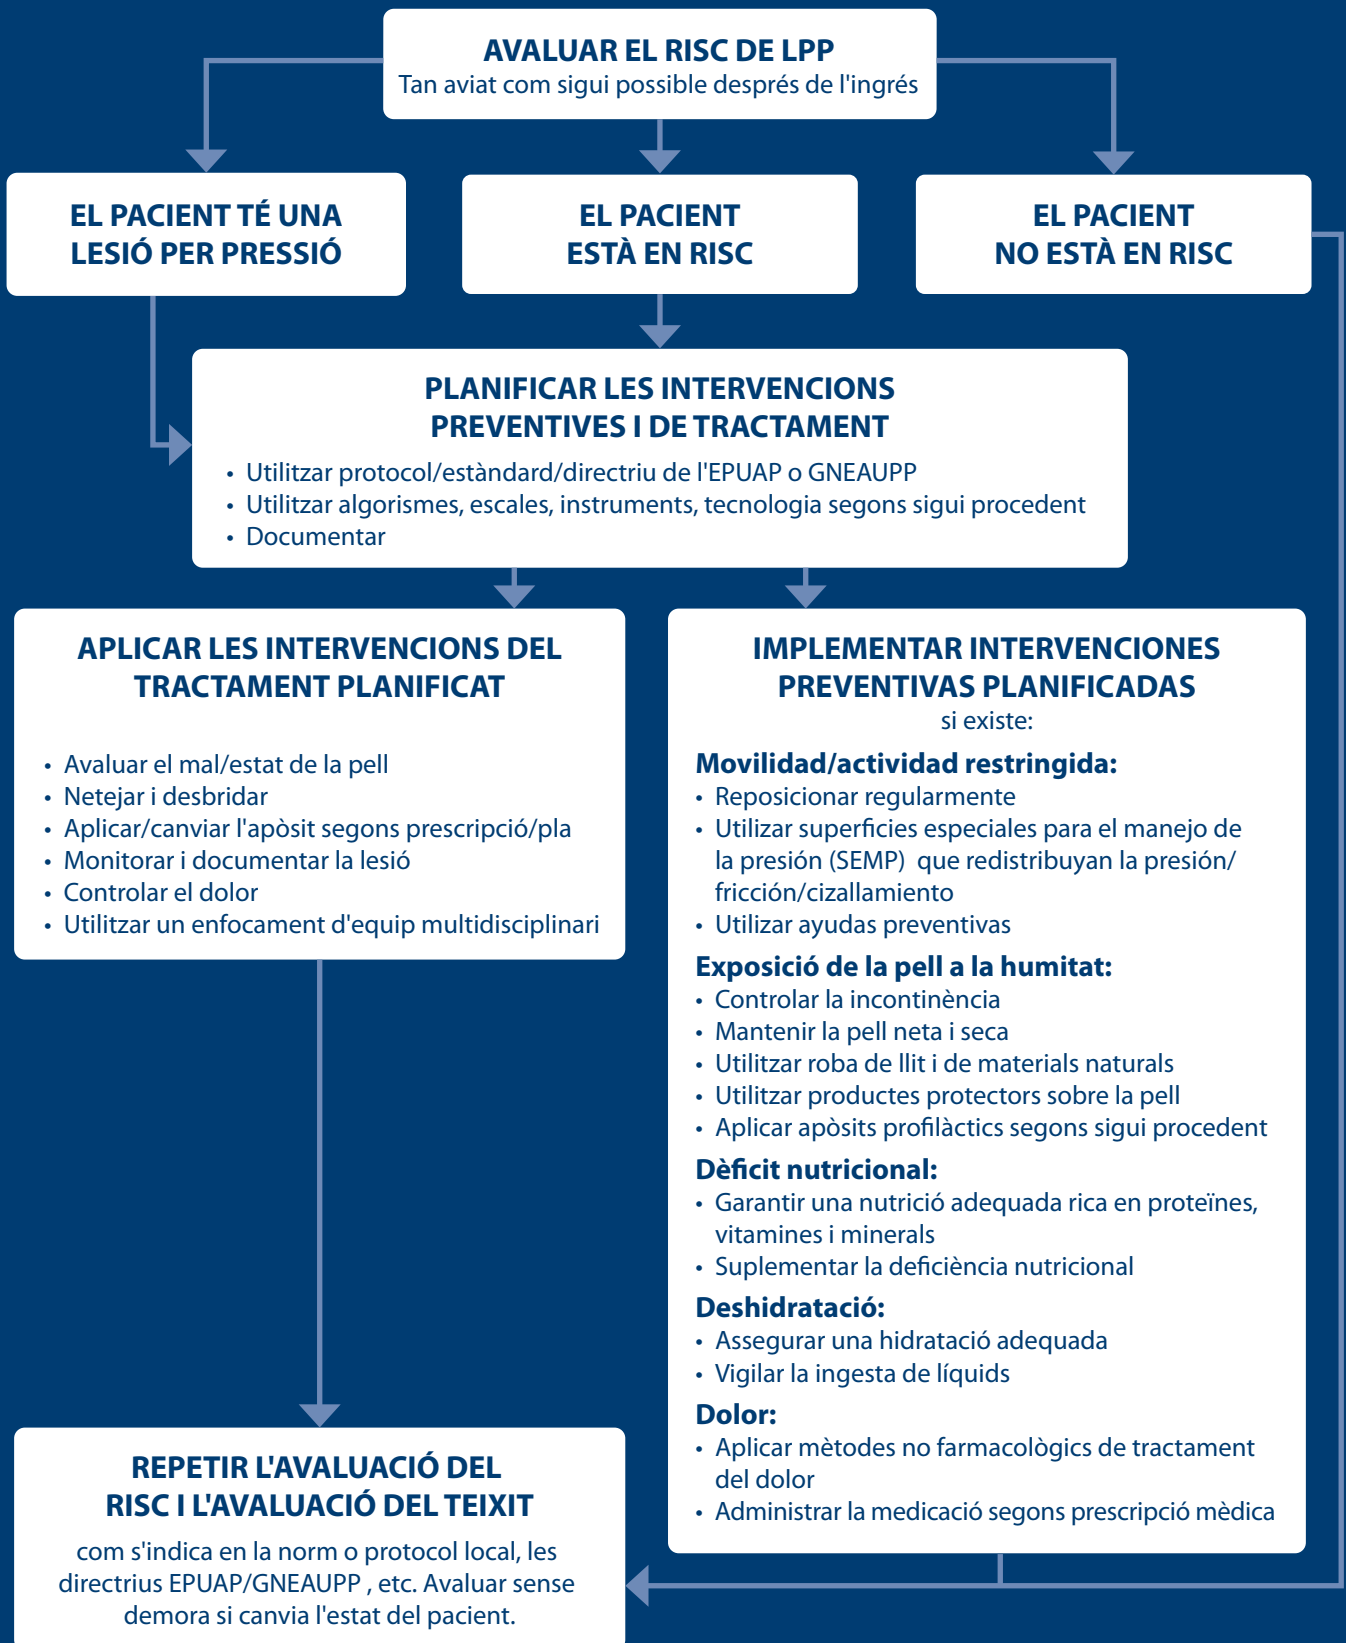 AVALUAR EL RISC DE LPP
Tan aviat com sigui possible després de l'ingrés
EL PACIENT TÉ UNA
LESIÓ PER PRESSIÓ
EL PACIENT
ESTÀ EN RISC
EL PACIENT
NO ESTÀ EN RISC
PLANIFICAR LES INTERVENCIONS
PREVENTIVES I DE TRACTAMENT
• Utilitzar protocol/estàndard/directriu de l'EPUAP o GNEAUPP
• Utilitzar algorismes, escales, instruments, tecnologia segons sigui procedent
• Documentar
APLICAR LES INTERVENCIONS DEL
TRACTAMENT PLANIFICAT
• Avaluar el mal/estat de la pell
• Netejar i desbridar
• Aplicar/canviar l'apòsit segons prescripció/pla
• Monitorar i documentar la lesió
• Controlar el dolor
• Utilitzar un enfocament d'equip multidisciplinari
IMPLEMENTAR INTERVENCIONES
PREVENTIVAS PLANIFICADAS
si existe:
Movilidad/actividad restringida:
• Reposicionar regularmente
• Utilizar superficies especiales para el manejo de
la presión (SEMP) que redistribuyan la presión/
fricción/cizallamiento
• Utilizar ayudas preventivas
Exposició de la pell a la humitat:
• Controlar la incontinència
• Mantenir la pell neta i seca
• Utilitzar roba de llit i de materials naturals
• Utilitzar productes protectors sobre la pell
• Aplicar apòsits profilàctics segons sigui procedent
Dèficit nutricional:
• Garantir una nutrició adequada rica en proteïnes,
vitamines i minerals
• Suplementar la deficiència nutricional
Deshidratació:
• Assegurar una hidratació adequada
• Vigilar la ingesta de líquids
Dolor:
• Aplicar mètodes no farmacològics de tractament
del dolor
• Administrar la medicació segons prescripció mèdica
REPETIR L'AVALUACIÓ DEL
RISC I L'AVALUACIÓ DEL TEIXIT
com s'indica en la norm o protocol local, les
directrius EPUAP/GNEAUPP , etc. Avaluar sense
demora si canvia l'estat del pacient.